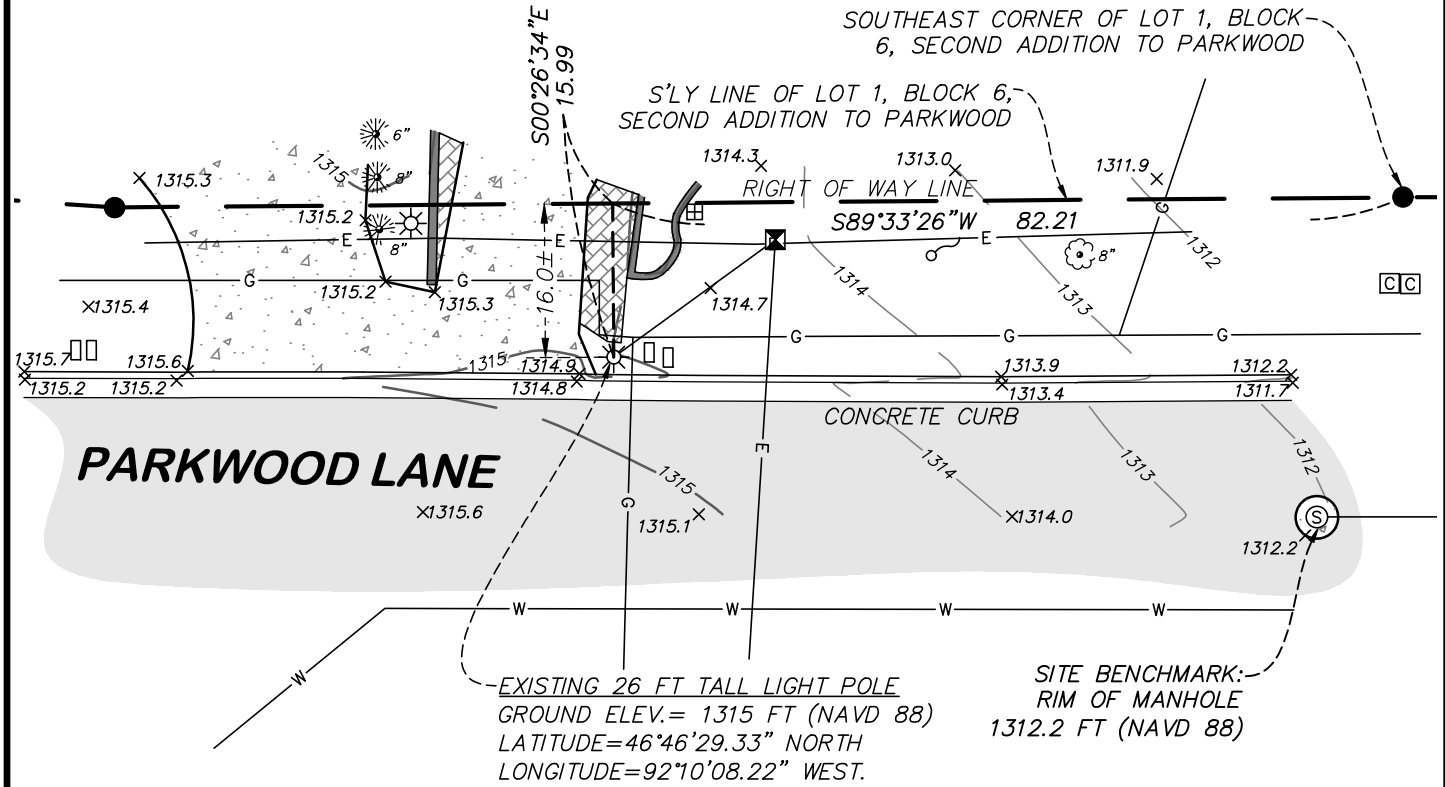 SOUTHEAST CORNER OF LOT 1, BLOCK
6, SECOND ADDITION TO PARKWOOD
S00°26'34"E
15.99
S'LY LINE OF LOT 1, BLOCK 6,
SECOND ADDITION TO PARKWOOD
6"
1315
8"
1315.3
1314.3
1313.0
1311.9
RIGHT OF WAY LINE
S89°33'26"W 82.21
1315.2
8"
E
E
E
G
8"
1312
16.0±
G
G
1315.2
1315.3
1315.4
1314.7
1314
1313
C C
G
G
G
1315.7
1315.6
1315
1314.9
1313.9
1312.2
1315.2
1315.2
1314.8
1313.4
1311.7
CONCRETE CURB
PARKWOOD LANE
E
1315
1314
1313
1312
G
1315.6
1315.1
1314.0
S
1312.2
W
W
W
W
W
EXISTING 26 FT TALL LIGHT POLE
GROUND ELEV.= 1315 FT (NAVD 88)
LATITUDE=46°46'29.33" NORTH
LONGITUDE=92°10'08.22" WEST.
SITE BENCHMARK:
RIM OF MANHOLE
1312.2 FT (NAVD 88)